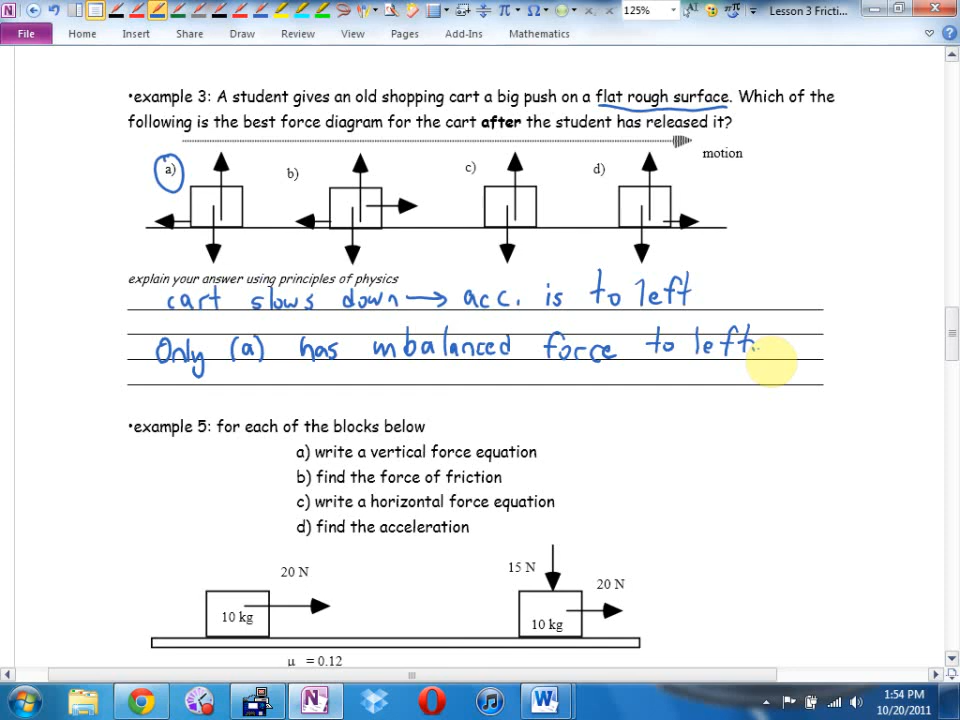 125%
Lesson 3 Fricti...
File Home Insert Share Draw Review View Pages Add-Ins Mathematics
•example 3: A student gives an old shopping cart a big push on a flat rough surface. Which of the
following is the best force diagram for the cart after the student has released it?
motion
a) b) c) d)
explain your answer using principles of physics
cart slows down → acc. is to left
Only (a) has unbalanced force to left.
•example 5: for each of the blocks below
a) write a vertical force equation
b) find the force of friction
c) write a horizontal force equation
d) find the acceleration
20 N 15 N 20 N
10 kg 10 kg
μ = 0.12
1:54 PM
10/20/2011